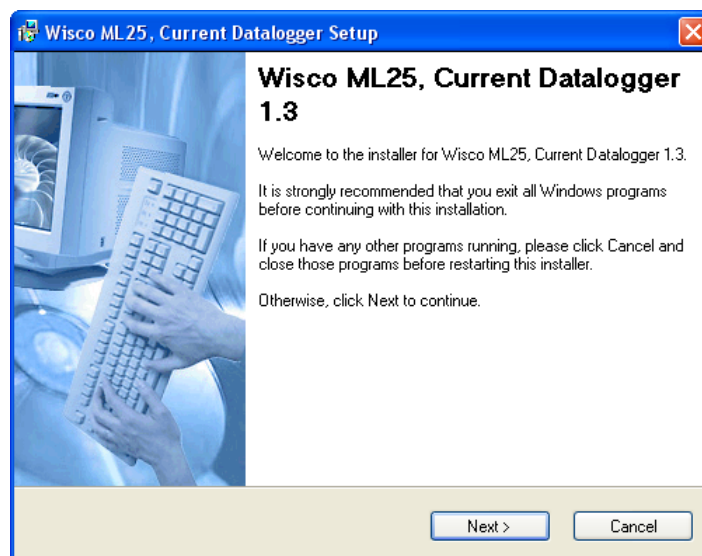 Wisco ML25, Current Datalogger Setup
Wisco ML25, Current Datalogger
1.3
Welcome to the installer for Wisco ML25, Current Datalogger 1.3.
It is strongly recommended that you exit all Windows programs
before continuing with this installation.
If you have any other programs running, please click Cancel and
close those programs before restarting this installer.
Otherwise, click Next to continue.
Next >
Cancel